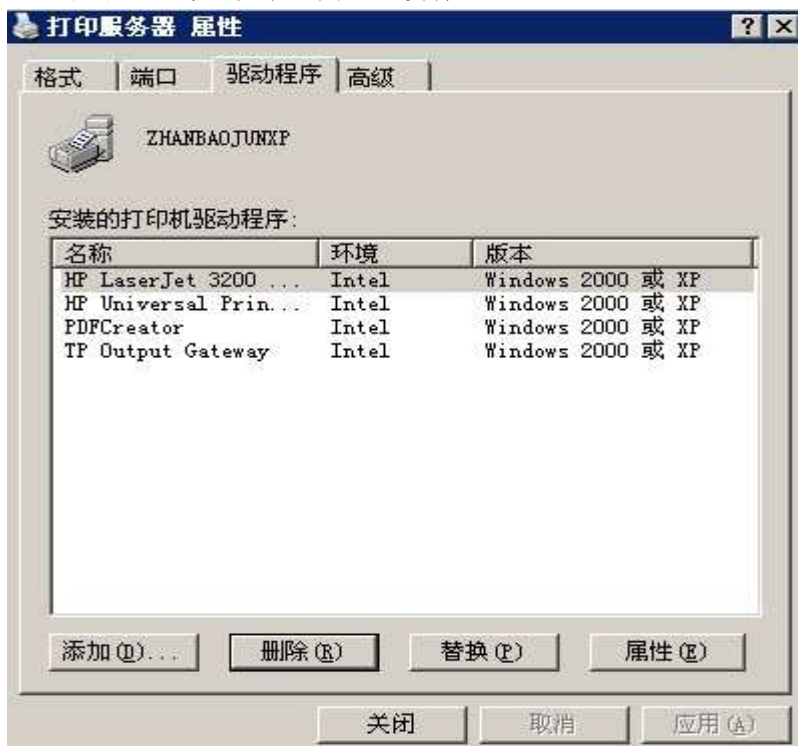 打印服务器 属性
格式 端口 驱动程序 高级
ZHANBAOJUNXP
安装的打印机驱动程序:
名称 环境 版本
HP LaserJet 3200 ... Intel Windows 2000 或 XP
HP Universal Prin... Intel Windows 2000 或 XP
PDFCreator Intel Windows 2000 或 XP
TP Output Gateway Intel Windows 2000 或 XP
添加(D)... 删除(R) 替换(P) 属性(E)
关闭 取消 应用(A)